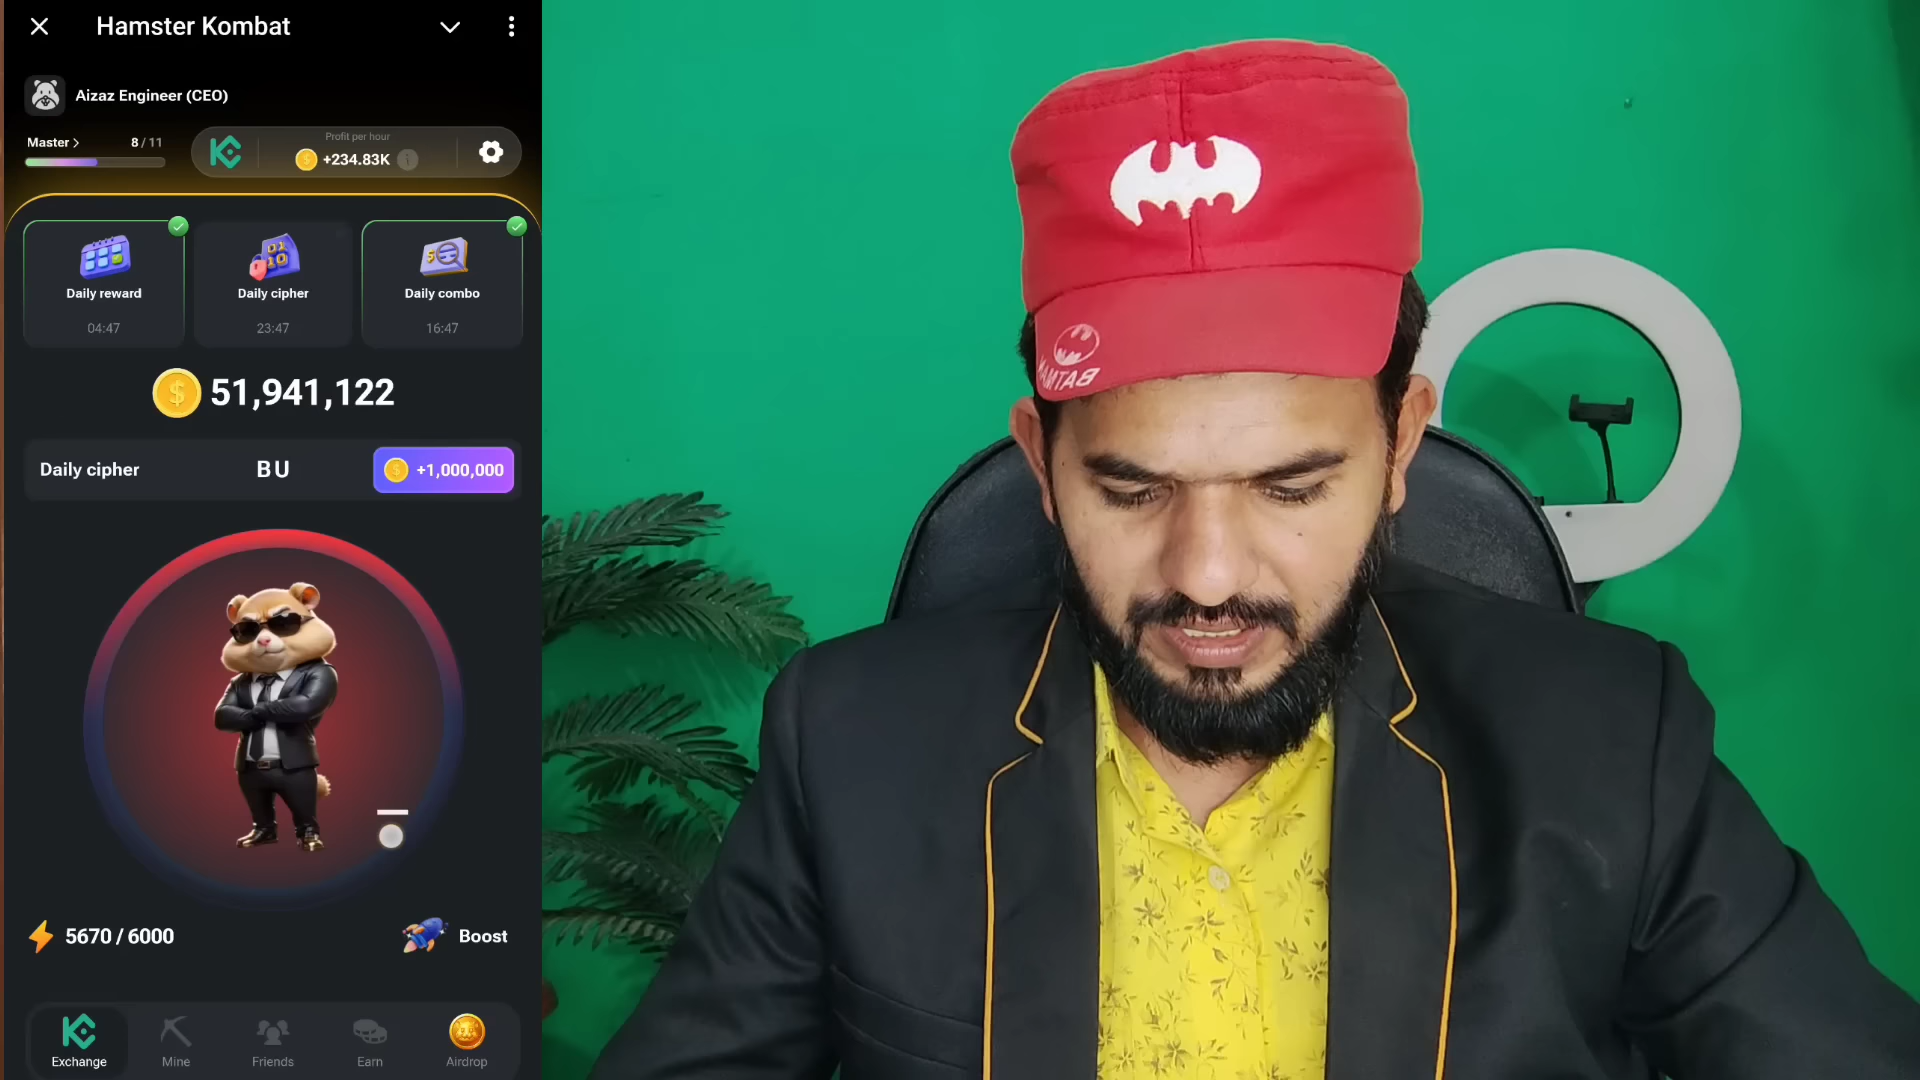 Hamster Kombat
Aizaz Engineer (CEO)
Master >
8/11
Profit per hour
+234.83K
Daily reward
04:47
Daily cipher
23:47
Daily combo
16:47
51,941,122
Daily cipher
BU
+1,000,000
5670 / 6000
Boost
Exchange
Mine
Friends
Earn
Airdrop
BATMAN